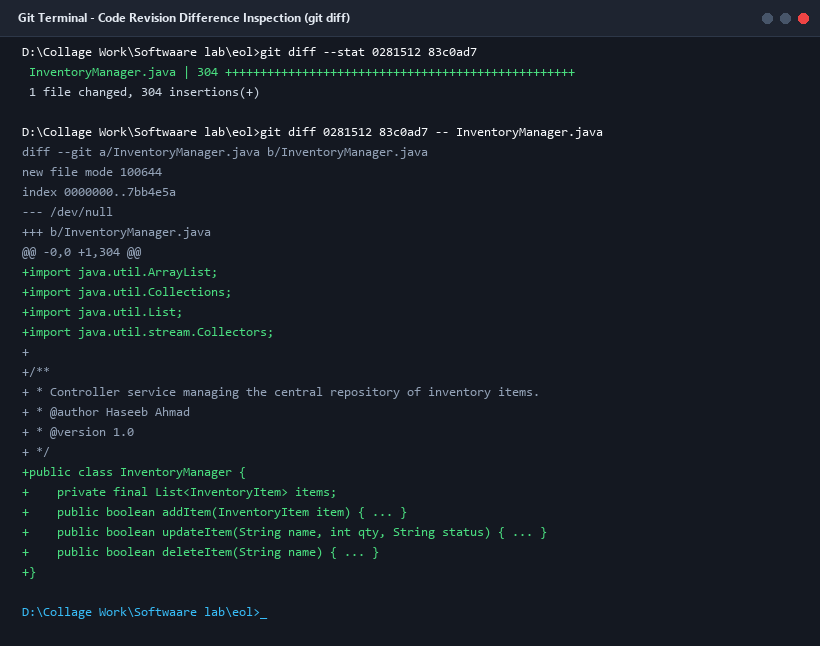 Git Terminal - Code Revision Difference Inspection (git diff)
D:\Collage Work\Softwaare lab\eol>git diff --stat 0281512 83c0ad7
 InventoryManager.java | 304 ++++++++++++++++++++++++++++++++++++++++++++++++++
 1 file changed, 304 insertions(+)
D:\Collage Work\Softwaare lab\eol>git diff 0281512 83c0ad7 -- InventoryManager.java
diff --git a/InventoryManager.java b/InventoryManager.java
new file mode 100644
index 0000000..7bb4e5a
--- /dev/null
+++ b/InventoryManager.java
@@ -0,0 +1,304 @@
+import java.util.ArrayList;
+import java.util.Collections;
+import java.util.List;
+import java.util.stream.Collectors;
+
+/**
+ * Controller service managing the central repository of inventory items.
+ * @author Haseeb Ahmad
+ * @version 1.0
+ */
+public class InventoryManager {
+    private final List<InventoryItem> items;
+    public boolean addItem(InventoryItem item) { ... }
+    public boolean updateItem(String name, int qty, String status) { ... }
+    public boolean deleteItem(String name) { ... }
+}
D:\Collage Work\Softwaare lab\eol>_